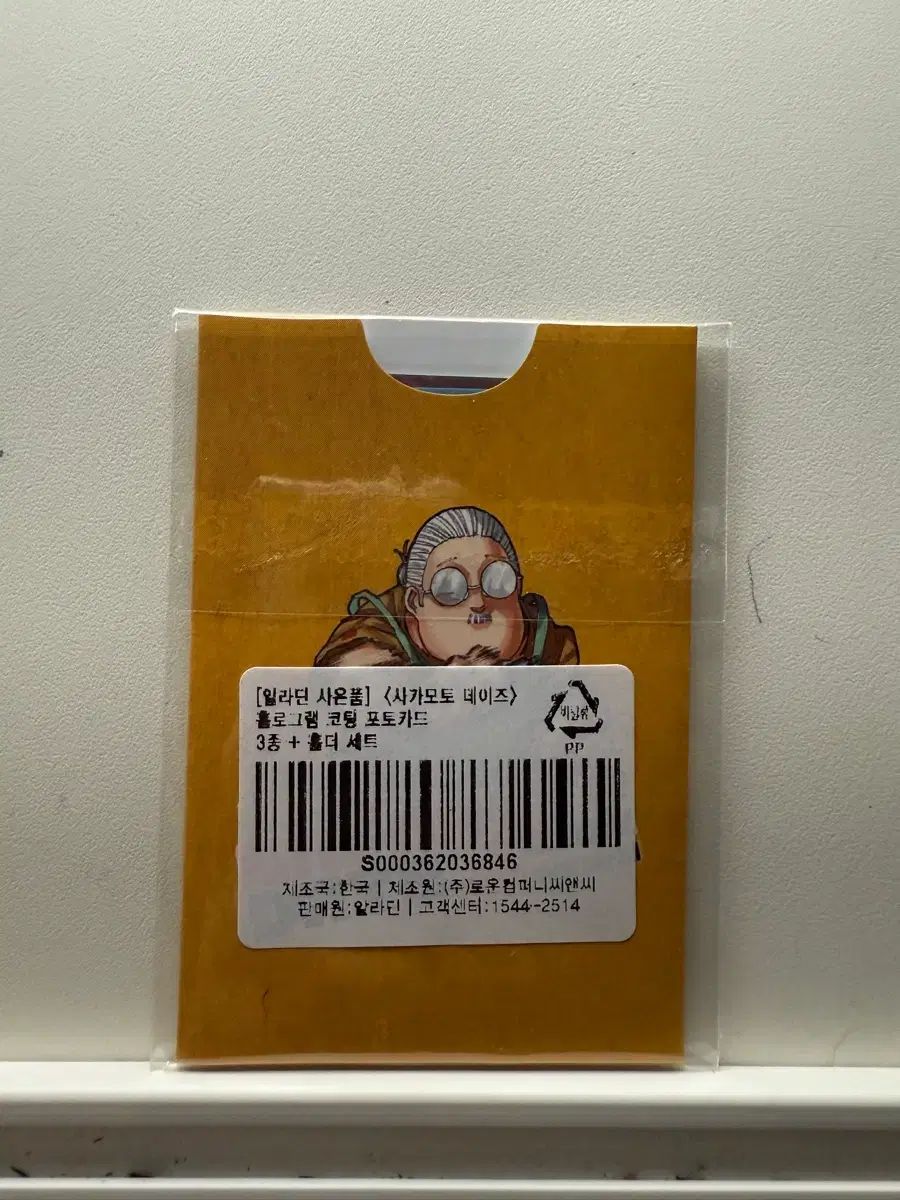 [알라딘 사은품] <사카모토 데이즈>
홀로그램 코팅 포토카드
3종 + 홀더 세트
비닐류
PP
S000362036846
제조국:한국 | 제조원:(주)로운컴퍼니씨앤씨
판매원:알라딘 | 고객센터:1544-2514